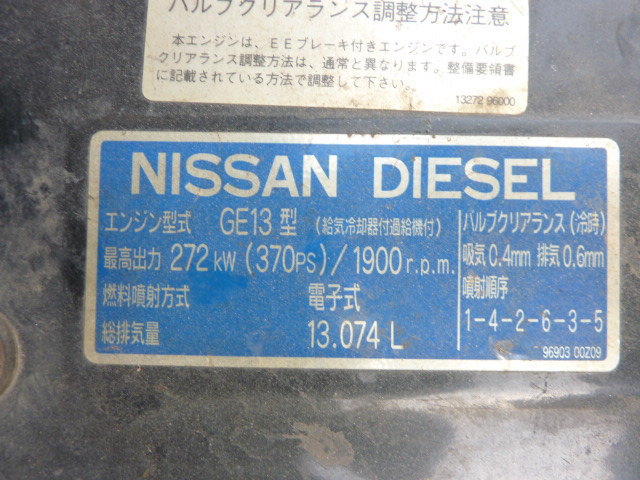 バルブクリアランス調整方法注意
本エンジンは、EEブレーキ付きエンジンです。バルブ
クリアランス調整方法は、通常と異なります。整備要領書
に記載されている方法で調整して下さい。
13272 96000
NISSAN DIESEL
エンジン型式 GE13型 (給気冷却器付過給機付)
最高出力 272kW (370PS)/1900r.p.m.
燃料噴射方式 電子式
総排気量 13.074L
バルブクリアランス(冷時)
吸気0.4mm 排気0.6mm
噴射順序
1-4-2-6-3-5
96903 00Z09